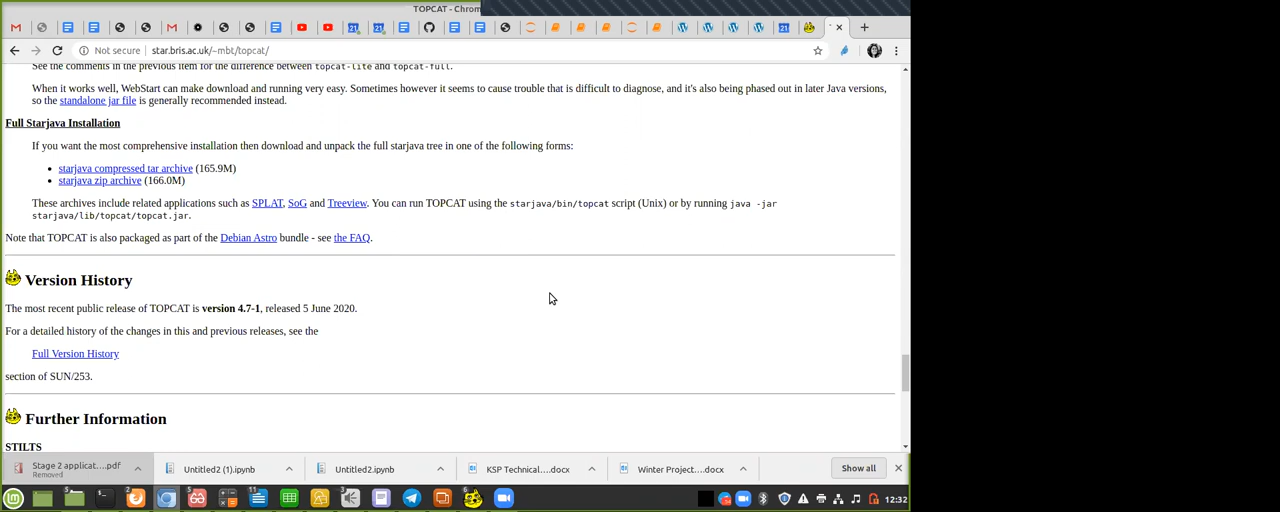 TOPCAT - Chrom
Not secure | star.bris.ac.uk/~mbt/topcat/
See the comments in the previous item for the difference between topcat-lite and topcat-full.
When it works well, WebStart can make download and running very easy. Sometimes however it seems to cause trouble that is difficult to diagnose, and it's also being phased out in later Java versions,
so the standalone jar file is generally recommended instead.
Full Starjava Installation
If you want the most comprehensive installation then download and unpack the full starjava tree in one of the following forms:
• starjava compressed tar archive (165.9M)
• starjava zip archive (166.0M)
These archives include related applications such as SPLAT, SoG and Treeview. You can run TOPCAT using the starjava/bin/topcat script (Unix) or by running java -jar
starjava/lib/topcat/topcat.jar.
Note that TOPCAT is also packaged as part of the Debian Astro bundle - see the FAQ.
Version History
The most recent public release of TOPCAT is version 4.7-1, released 5 June 2020.
For a detailed history of the changes in this and previous releases, see the
Full Version History
section of SUN/253.
Further Information
STILTS
Stage 2 applicat....pdf
Removed
Untitled2 (1).ipynb
Untitled2.ipynb
KSP Technical....docx
Winter Project....docx
Show all
12:32